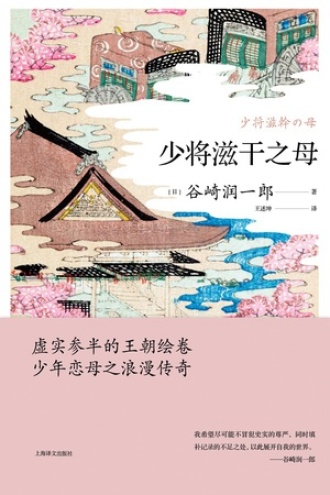 少将滋幹の母
少将滋干之母
［日］谷崎润一郎 著
王述坤 译
虚实参半的王朝绘卷
少年恋母之浪漫传奇
我希望尽可能不冒犯史实的尊严，同时填
补记录的不足之处，以此展开自我的世界。
——谷崎润一郎
上海译文出版社